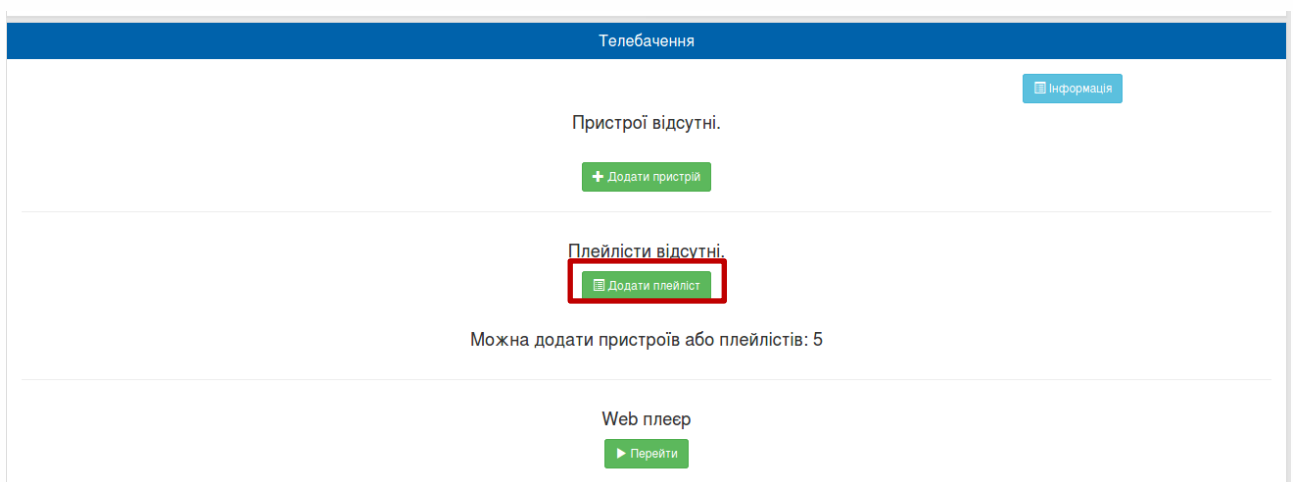 Телебачення
Інформація
Пристрої відсутні.
Додати пристрій
Плейлісти відсутні.
Додати плейліст
Можна додати пристроїв або плейлістів: 5
Web плеєр
Перейти